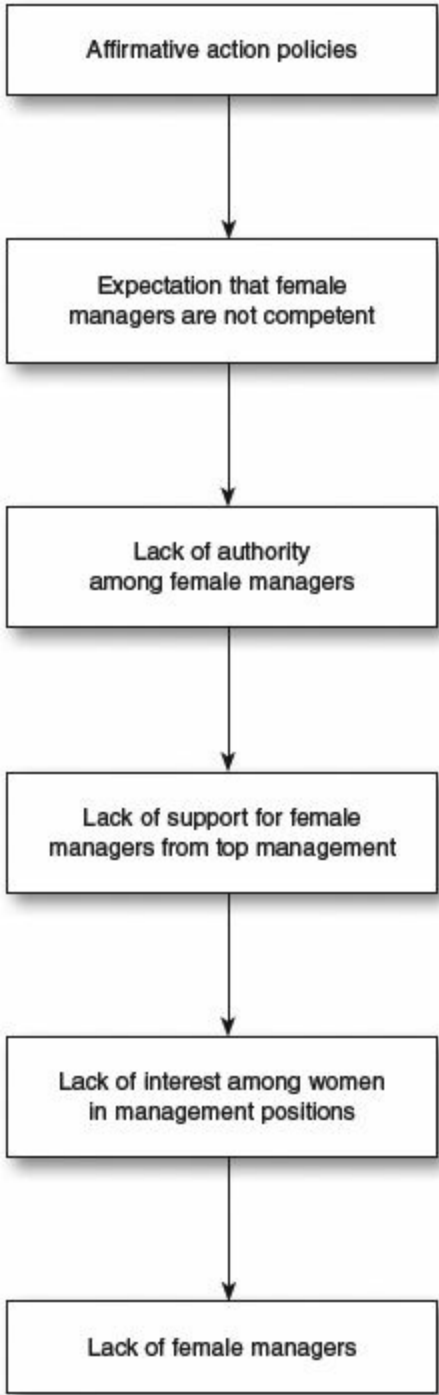 Affirmative action policies
Expectation that female
managers are not competent
Lack of authority
among female managers
Lack of support for female
managers from top management
Lack of interest among women
in management positions
Lack of female managers